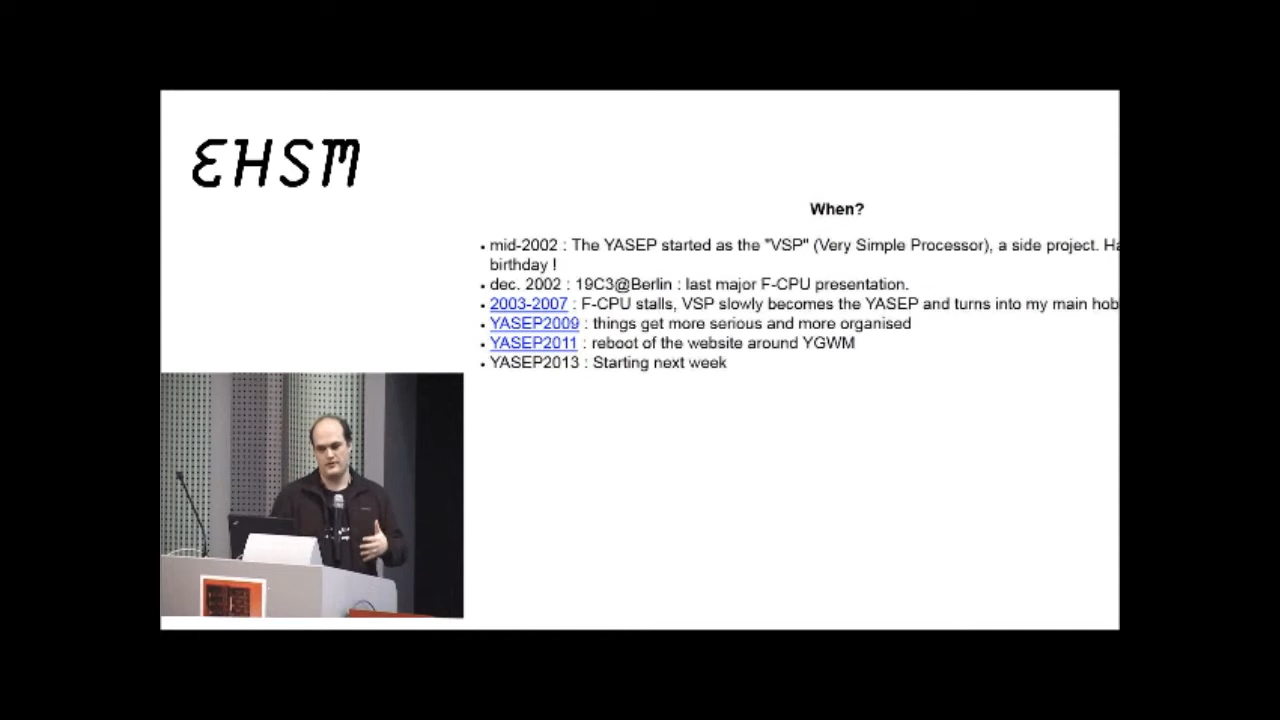 EHSM
When?
• mid-2002 : The YASEP started as the "VSP" (Very Simple Processor), a side project. Ha
birthday !
• dec. 2002 : 19C3@Berlin : last major F-CPU presentation.
• 2003-2007 : F-CPU stalls, VSP slowly becomes the YASEP and turns into my main hob
• YASEP2009 : things get more serious and more organised
• YASEP2011 : reboot of the website around YGWM
• YASEP2013 : Starting next week